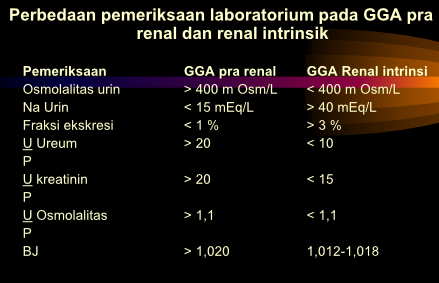 Perbedaan pemeriksaan laboratorium pada GGA pra
renal dan renal intrinsik
Pemeriksaan GGA pra renal GGA Renal intrinsi
Osmolalitas urin > 400 m Osm/L < 400 m Osm/L
Na Urin < 15 mEq/L > 40 mEq/L
Fraksi ekskresi < 1 % > 3 %
U Ureum > 20 < 10
P
U kreatinin > 20 < 15
P
U Osmolalitas > 1,1 < 1,1
P
BJ > 1,020 1,012-1,018